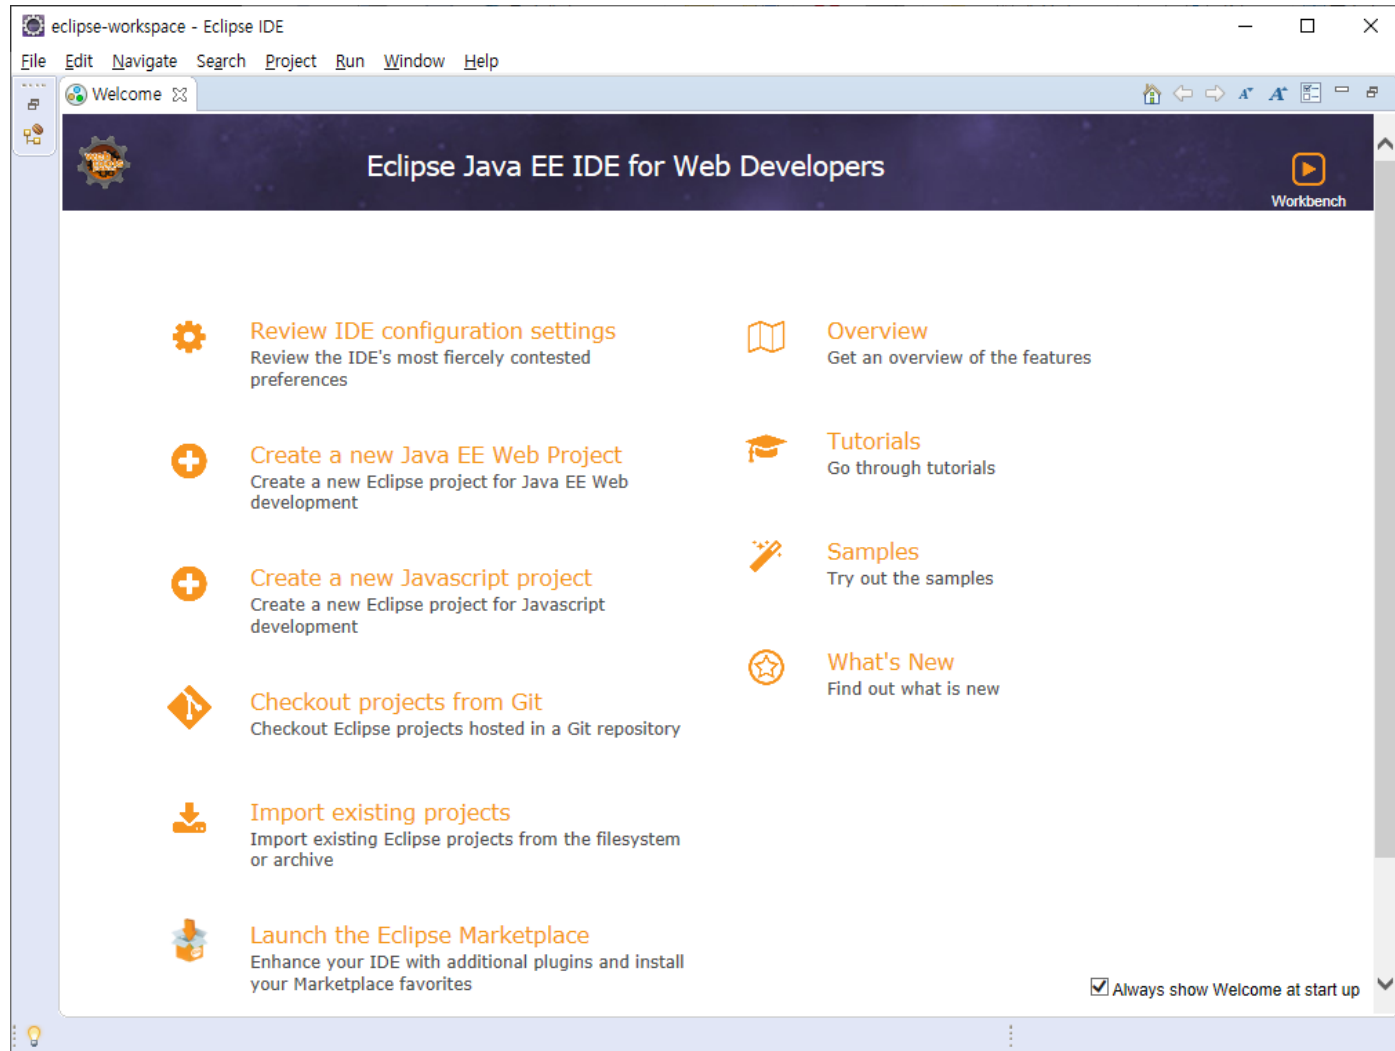 eclipse-workspace - Eclipse IDE
File Edit Navigate Search Project Run Window Help
Welcome
Eclipse Java EE IDE for Web Developers
Workbench
Review IDE configuration settings
Review the IDE's most fiercely contested
preferences
Create a new Java EE Web Project
Create a new Eclipse project for Java EE Web
development
Create a new Javascript project
Create a new Eclipse project for Javascript
development
Checkout projects from Git
Checkout Eclipse projects hosted in a Git repository
Import existing projects
Import existing Eclipse projects from the filesystem
or archive
Launch the Eclipse Marketplace
Enhance your IDE with additional plugins and install
your Marketplace favorites
Overview
Get an overview of the features
Tutorials
Go through tutorials
Samples
Try out the samples
What's New
Find out what is new
Always show Welcome at start up